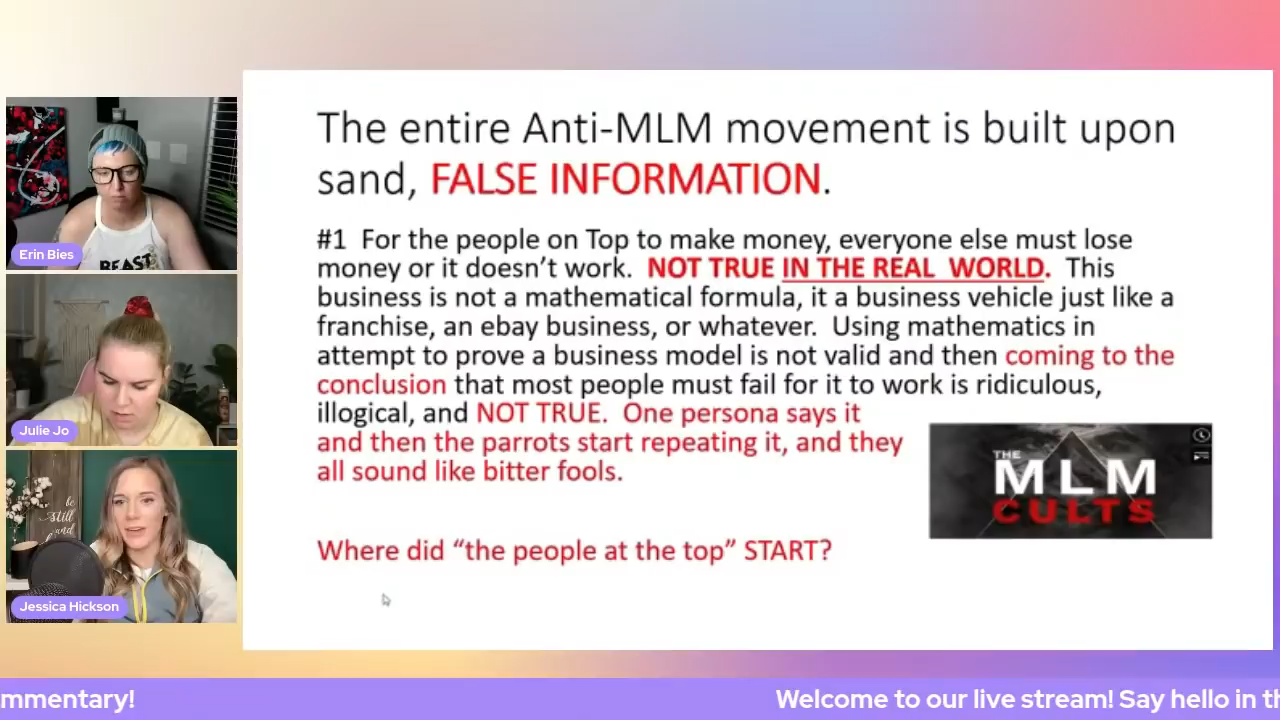 The entire Anti-MLM movement is built upon
sand, FALSE INFORMATION.
#1 For the people on Top to make money, everyone else must lose
money or it doesn't work. NOT TRUE IN THE REAL WORLD. This
business is not a mathematical formula, it a business vehicle just like a
franchise, an ebay business, or whatever. Using mathematics in
attempt to prove a business model is not valid and then coming to the
conclusion that most people must fail for it to work is ridiculous,
illogical, and NOT TRUE. One persona says it
and then the parrots start repeating it, and they
all sound like bitter fools.
THE
MLM
CULTS
Where did “the people at the top” START?
BEAST
Erin Bies
Julie Jo
be
still
and
Jessica Hickson
mmentary!
Welcome to our live stream! Say hello in th